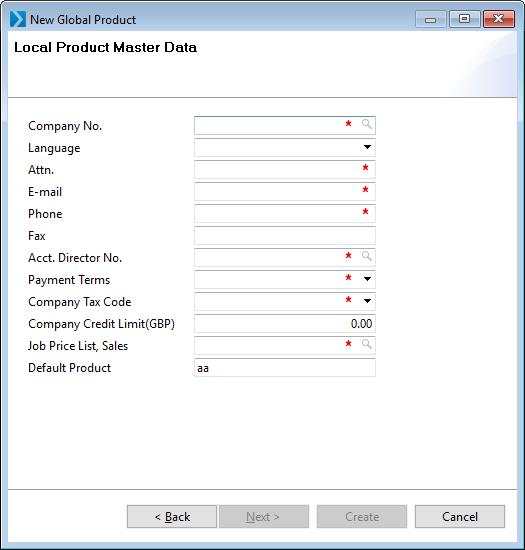 New Global Product
Local Product Master Data
Company No. *
Language
Attn. *
E-mail *
Phone *
Fax
Acct. Director No. *
Payment Terms *
Company Tax Code *
Company Credit Limit(GBP) 0.00
Job Price List, Sales *
Default Product aa
< Back Next > Create Cancel